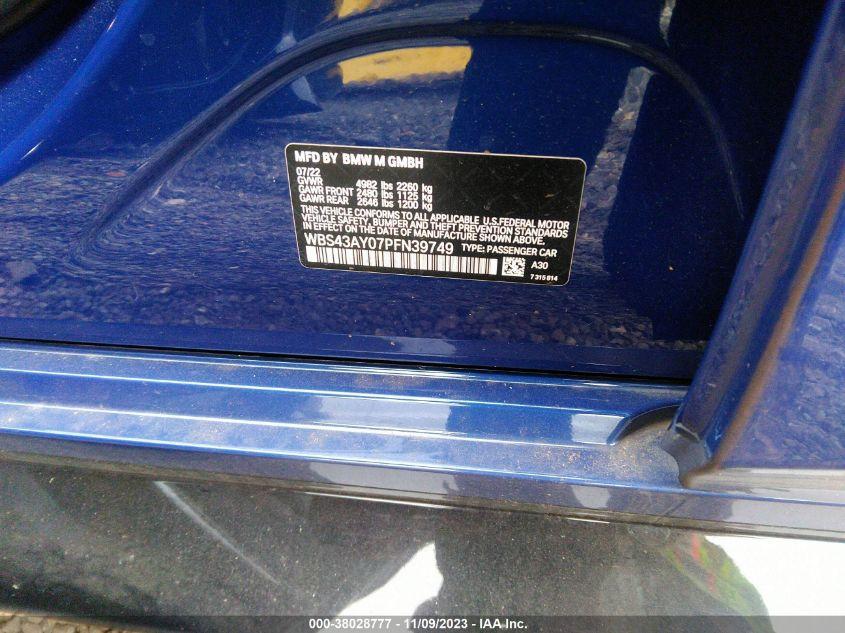 MFD BY BMW M GMBH
07/22
GVWR 4982 lbs 2260 kg
GAWR FRONT 2480 lbs 1125 kg
GAWR REAR 2646 lbs 1200 kg
THIS VEHICLE CONFORMS TO ALL APPLICABLE U.S.FEDERAL MOTOR
VEHICLE SAFETY, BUMPER AND THEFT PREVENTION STANDARDS
IN EFFECT ON THE DATE OF MANUFACTURE SHOWN ABOVE.
WBS43AY07PFN39749 TYPE: PASSENGER CAR
A30
7 315 814
000-38028777 - 11/09/2023 - IAA Inc.